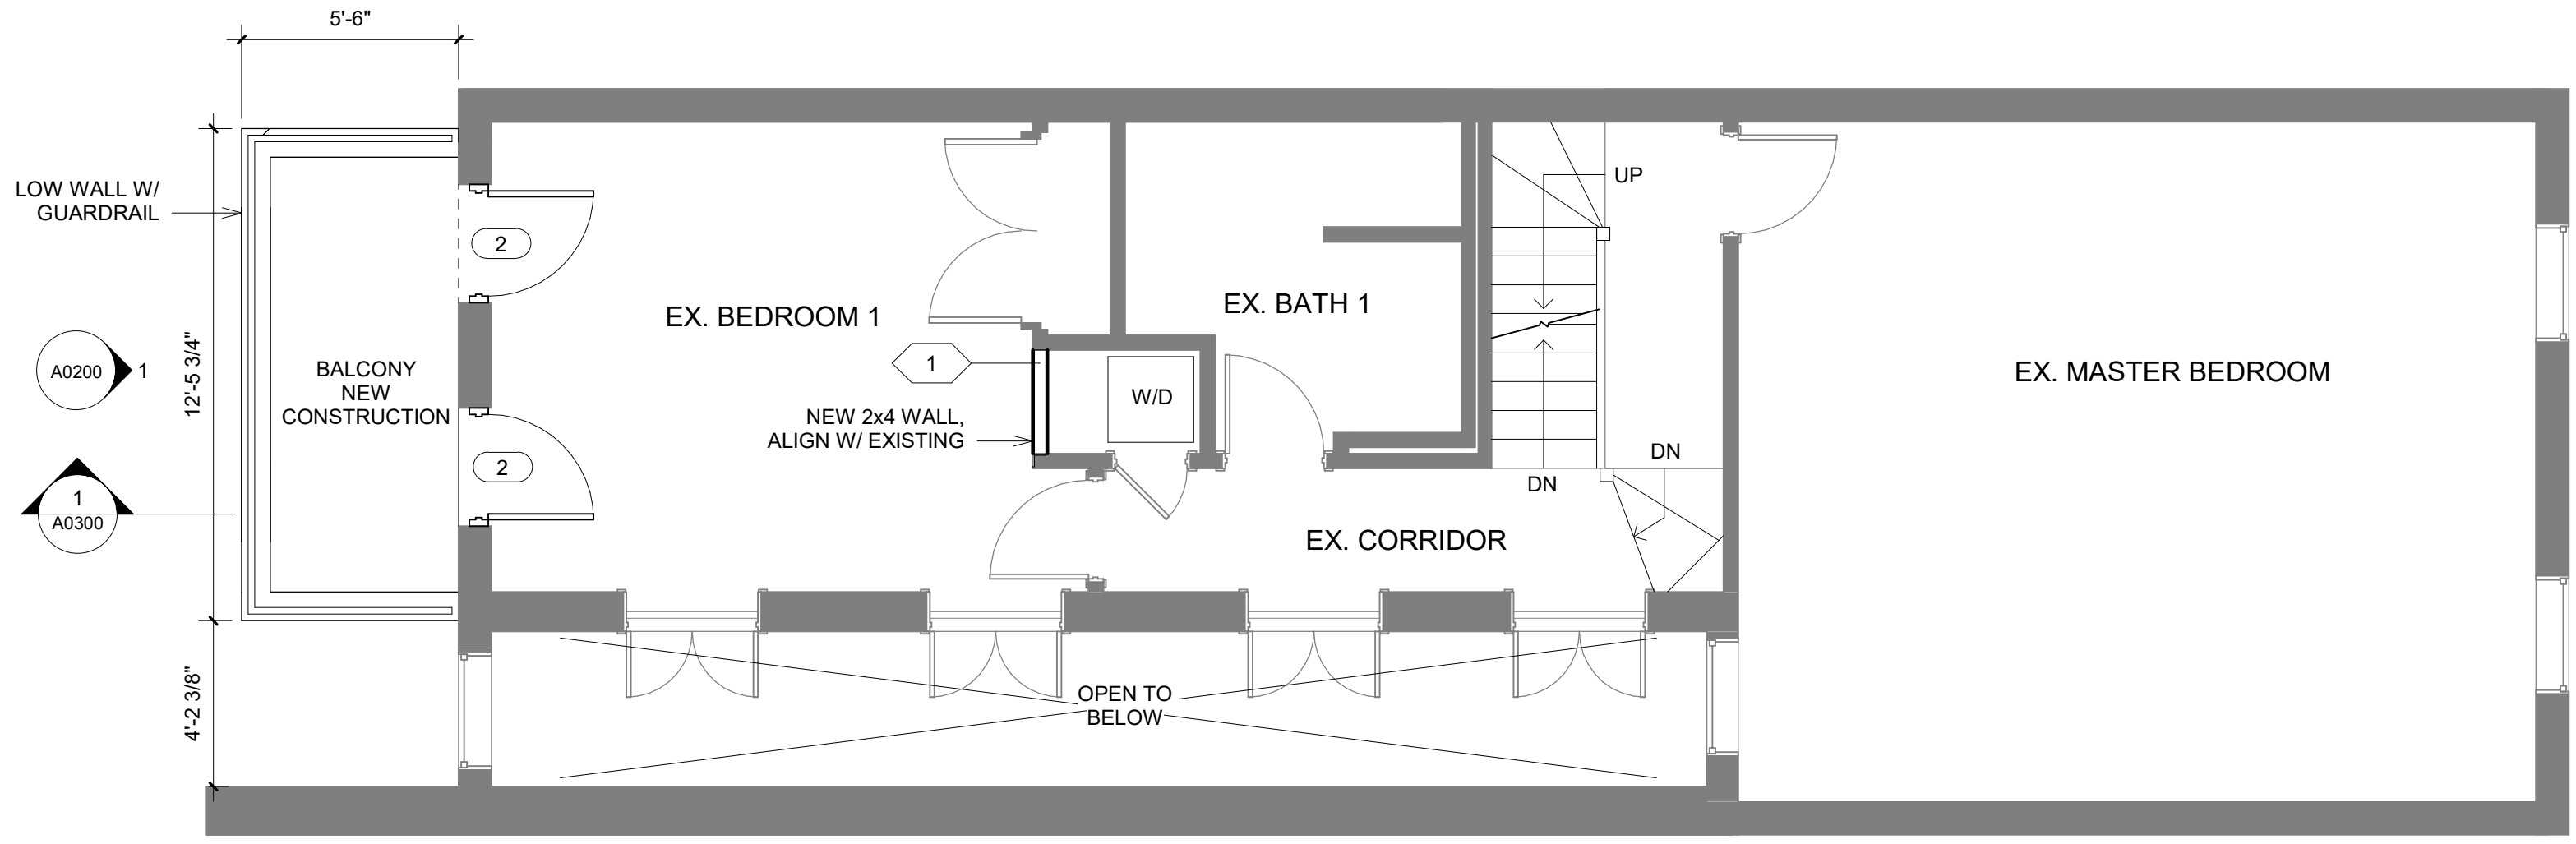 5'-6"
LOW WALL W/
GUARDRAIL
A0200
1
12'-5 3/4"
1
A0300
4'-2 3/8"
BALCONY
NEW
CONSTRUCTION
2
2
EX. BEDROOM 1
1
NEW 2x4 WALL,
ALIGN W/ EXISTING
W/D
EX. BATH 1
UP
DN
DN
EX. CORRIDOR
OPEN TO
BELOW
EX. MASTER BEDROOM